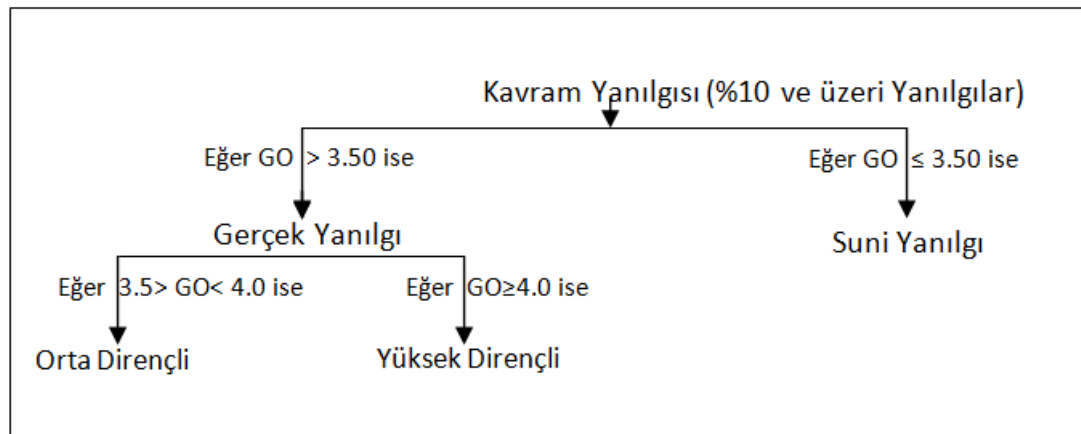 Kavram Yanılgısı (%10 ve üzeri Yanılgılar)
Eğer GO > 3.50 ise
Eğer GO ≤ 3.50 ise
Gerçek Yanılgı
Suni Yanılgı
Eğer 3.5> GO< 4.0 ise
Eğer GO≥4.0 ise
Orta Dirençli
Yüksek Dirençli